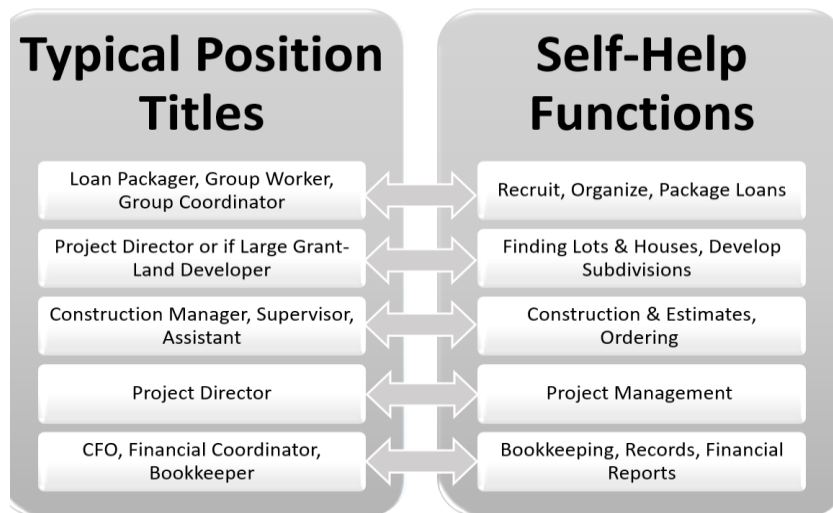 Typical Position
Titles
Loan Packager, Group Worker,
Group Coordinator
Project Director or if Large Grant-
Land Developer
Construction Manager, Supervisor,
Assistant
Project Director
CFO, Financial Coordinator,
Bookkeeper
Self-Help
Functions
Recruit, Organize, Package Loans
Finding Lots & Houses, Develop
Subdivisions
Construction & Estimates,
Ordering
Project Management
Bookkeeping, Records, Financial
Reports